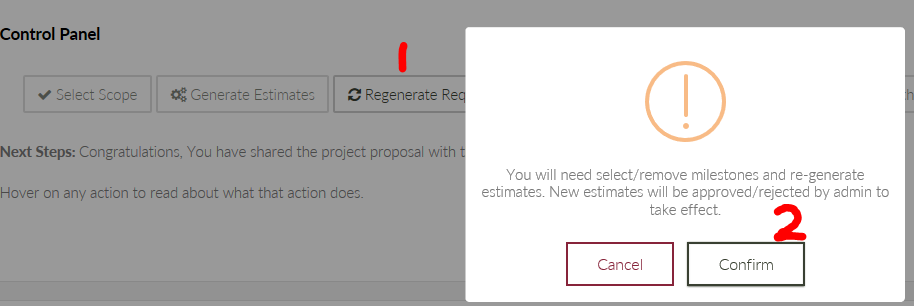 Control Panel
1
Select Scope
Generate Estimates
Regenerate Req
Next Steps: Congratulations, You have shared the project proposal with t
Hover on any action to read about what that action does.
You will need select/remove milestones and re-generate
estimates. New estimates will be approved/rejected by admin to
take effect.
2
Cancel
Confirm